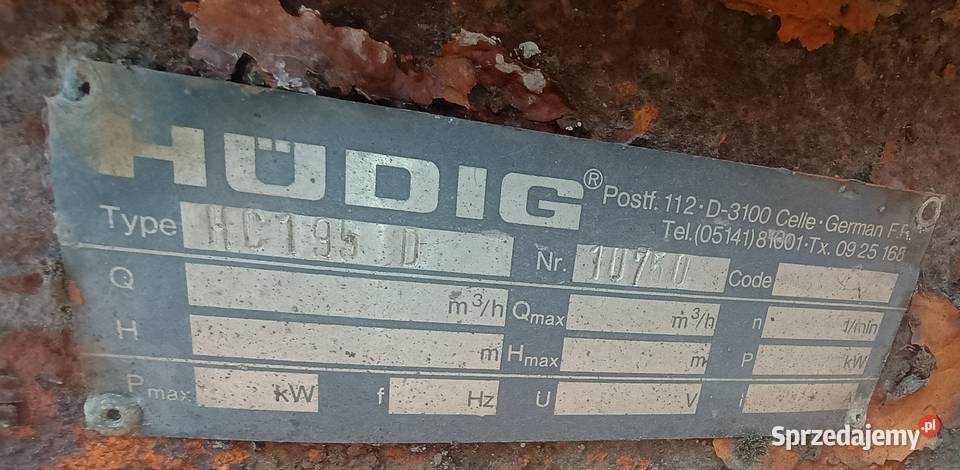 HÜDIG® Postf. 112 · D-3100 Celle · German F.R.
Tel. (05141) 81001 · Tx. 09 25 168
Type HC195 D Nr. 10750 Code
Q m³/h Qmax m³/h n 1/min
H m Hmax m P kW
Pmax kW f Hz U V I A
Sprzedajemy.pl